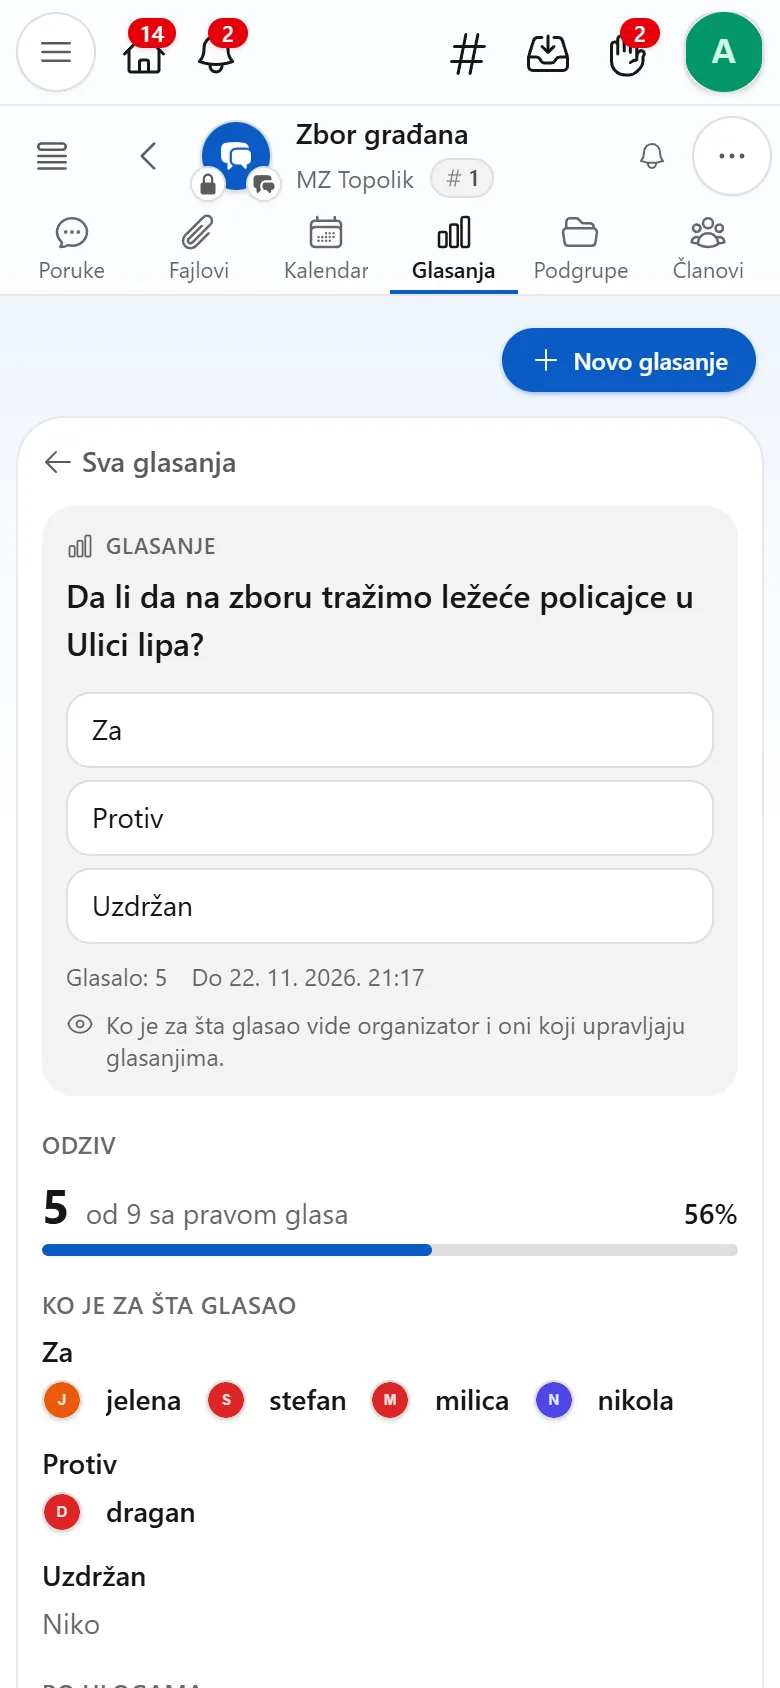 14
2
2
A
Zbor građana
MZ Topolik # 1
Poruke Fajlovi Kalendar Glasanja Podgrupe Članovi
+ Novo glasanje
← Sva glasanja
GLASANJE
Da li da na zboru tražimo ležeće policajce u
Ulici lipa?
Za
Protiv
Uzdržan
Glasalo: 5 Do 22. 11. 2026. 21:17
Ko je za šta glasao vide organizator i oni koji upravljaju
glasanjima.
ODZIV
5 od 9 sa pravom glasa 56%
KO JE ZA ŠTA GLASAO
Za
J jelena S stefan M milica N nikola
Protiv
D dragan
Uzdržan
Niko
PO ULOGAMA